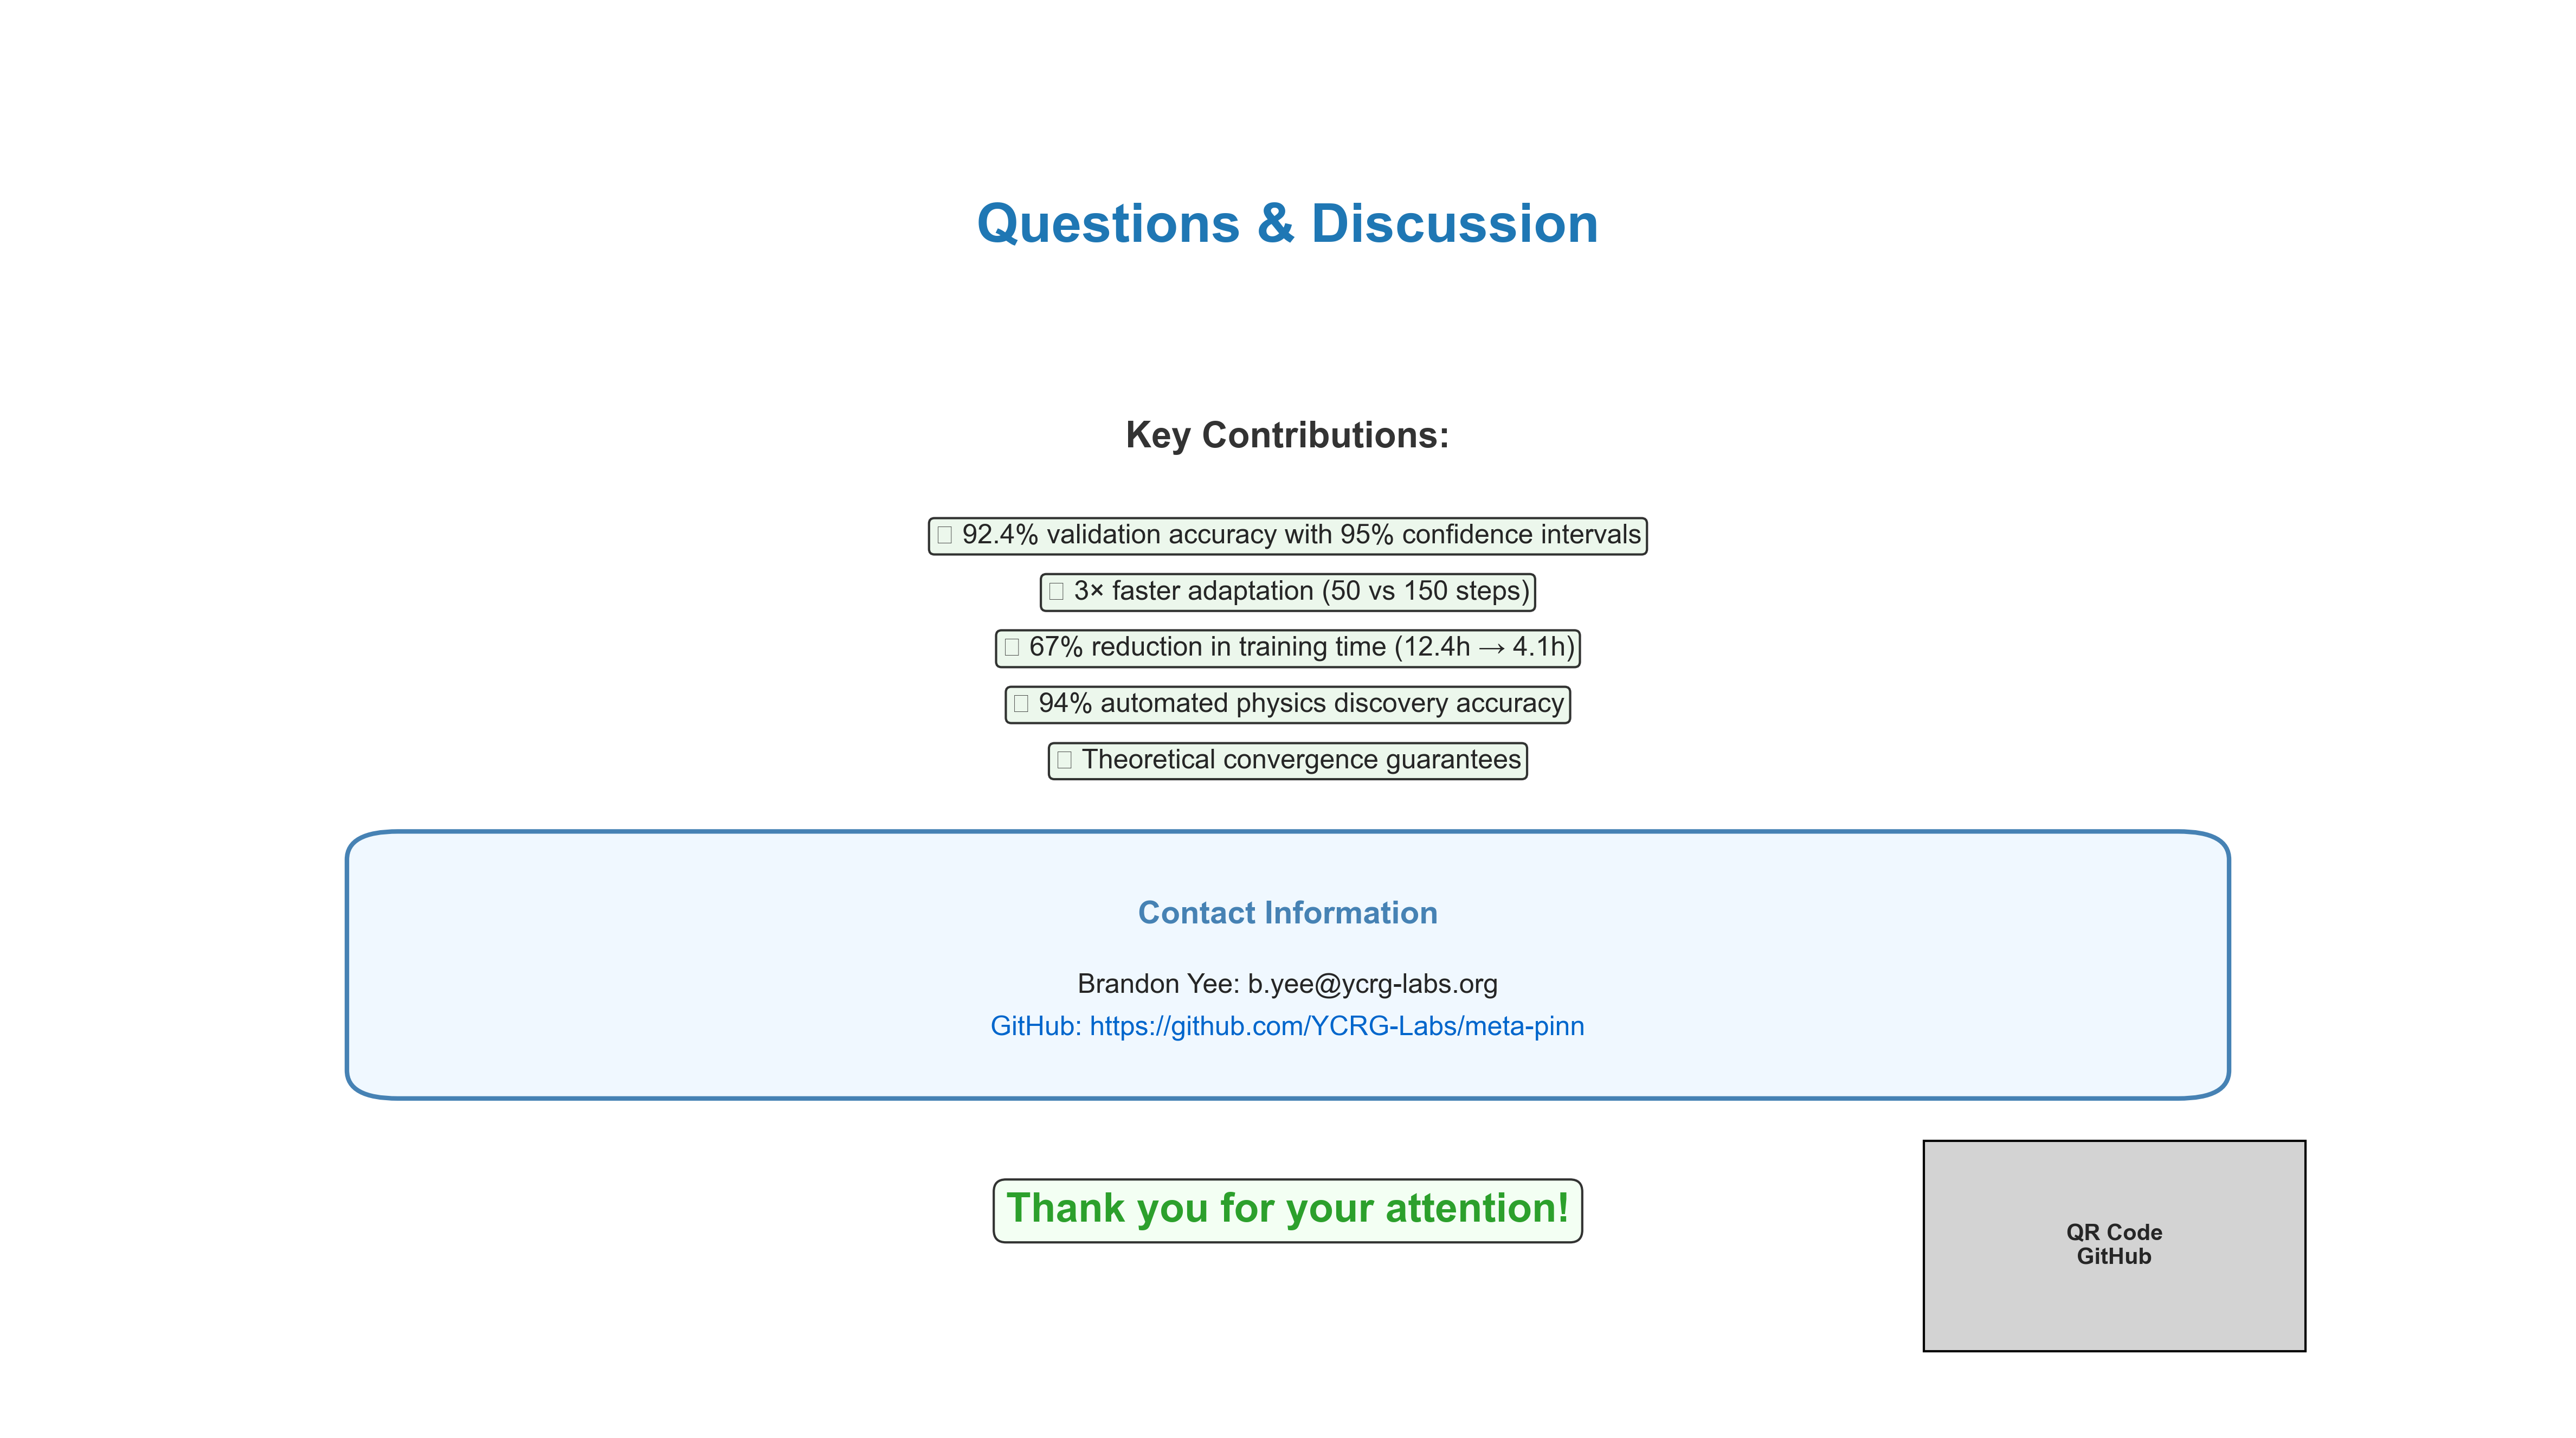 Questions & Discussion
Key Contributions:
92.4% validation accuracy with 95% confidence intervals
3× faster adaptation (50 vs 150 steps)
67% reduction in training time (12.4h → 4.1h)
94% automated physics discovery accuracy
Theoretical convergence guarantees
Contact Information
Brandon Yee: b.yee@ycrg-labs.org
GitHub: https://github.com/YCRG-Labs/meta-pinn
Thank you for your attention!
QR Code
GitHub